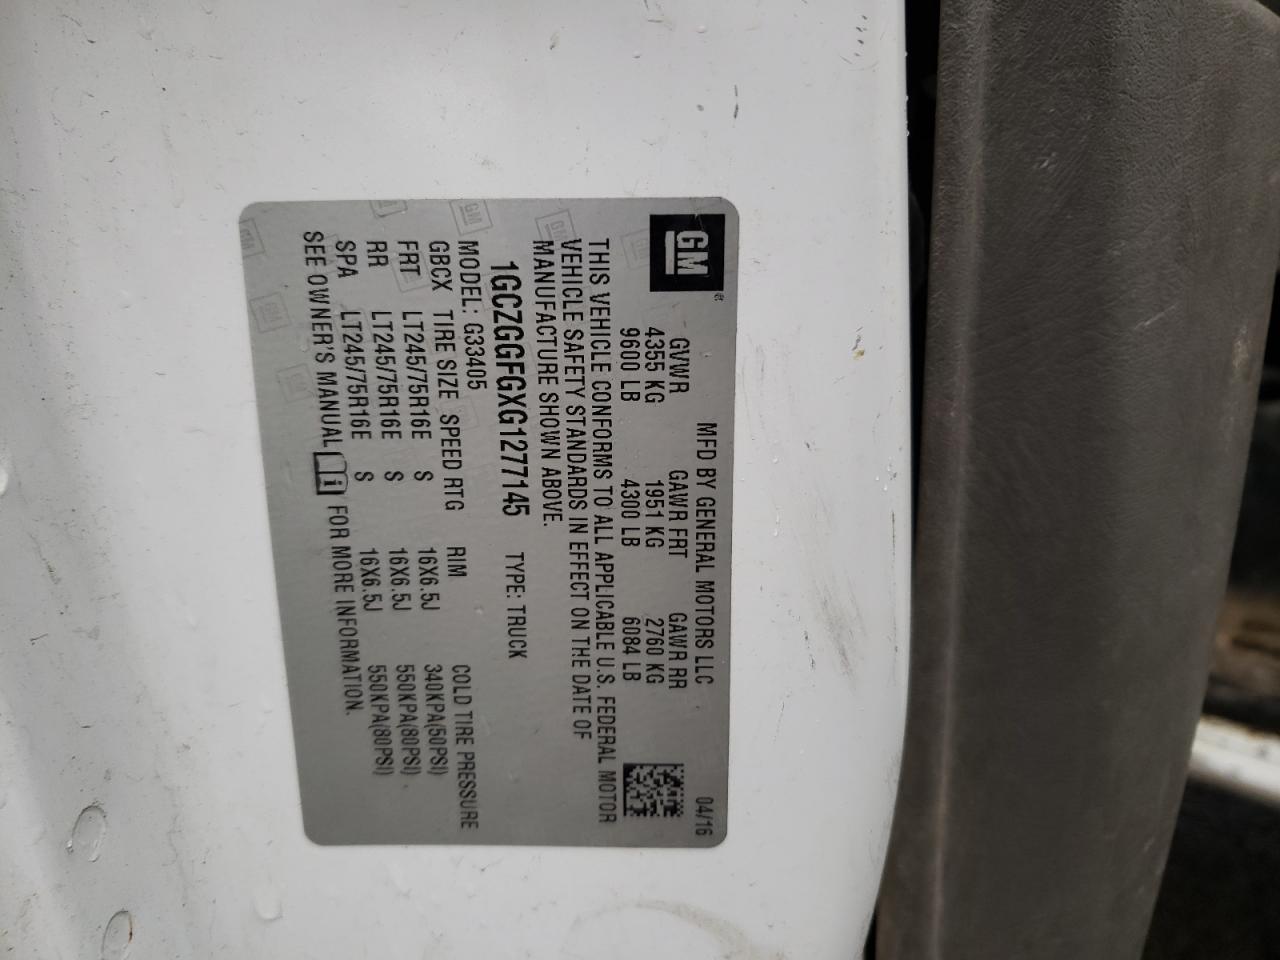 GM
MFD BY GENERAL MOTORS LLC 04/16
GVWR GAWR FRT GAWR RR
4355 KG 1951 KG 2760 KG
9600 LB 4300 LB 6084 LB
THIS VEHICLE CONFORMS TO ALL APPLICABLE U.S. FEDERAL MOTOR
VEHICLE SAFETY STANDARDS IN EFFECT ON THE DATE OF
MANUFACTURE SHOWN ABOVE.
1GCZGGFGXG1277145 TYPE: TRUCK
MODEL: G33405
GBCX TIRE SIZE SPEED RTG RIM COLD TIRE PRESSURE
FRT LT245/75R16E S 16X6.5J 340KPA(50PSI)
RR LT245/75R16E S 16X6.5J 550KPA(80PSI)
SPA LT245/75R16E S 16X6.5J 550KPA(80PSI)
SEE OWNER'S MANUAL FOR MORE INFORMATION.